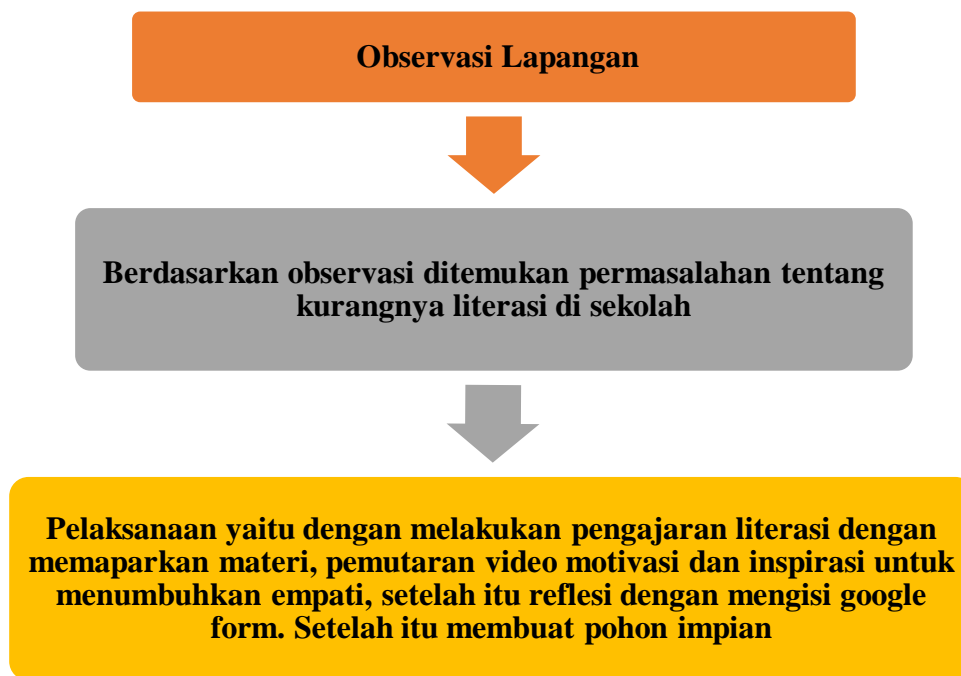 Observasi Lapangan
Berdasarkan observasi ditemukan permasalahan tentang
kurangnya literasi di sekolah
Pelaksanaan yaitu dengan melakukan pengajaran literasi dengan
memaparkan materi, pemutaran video motivasi dan inspirasi untuk
menumbuhkan empati, setelah itu reflesi dengan mengisi google
form. Setelah itu membuat pohon impian